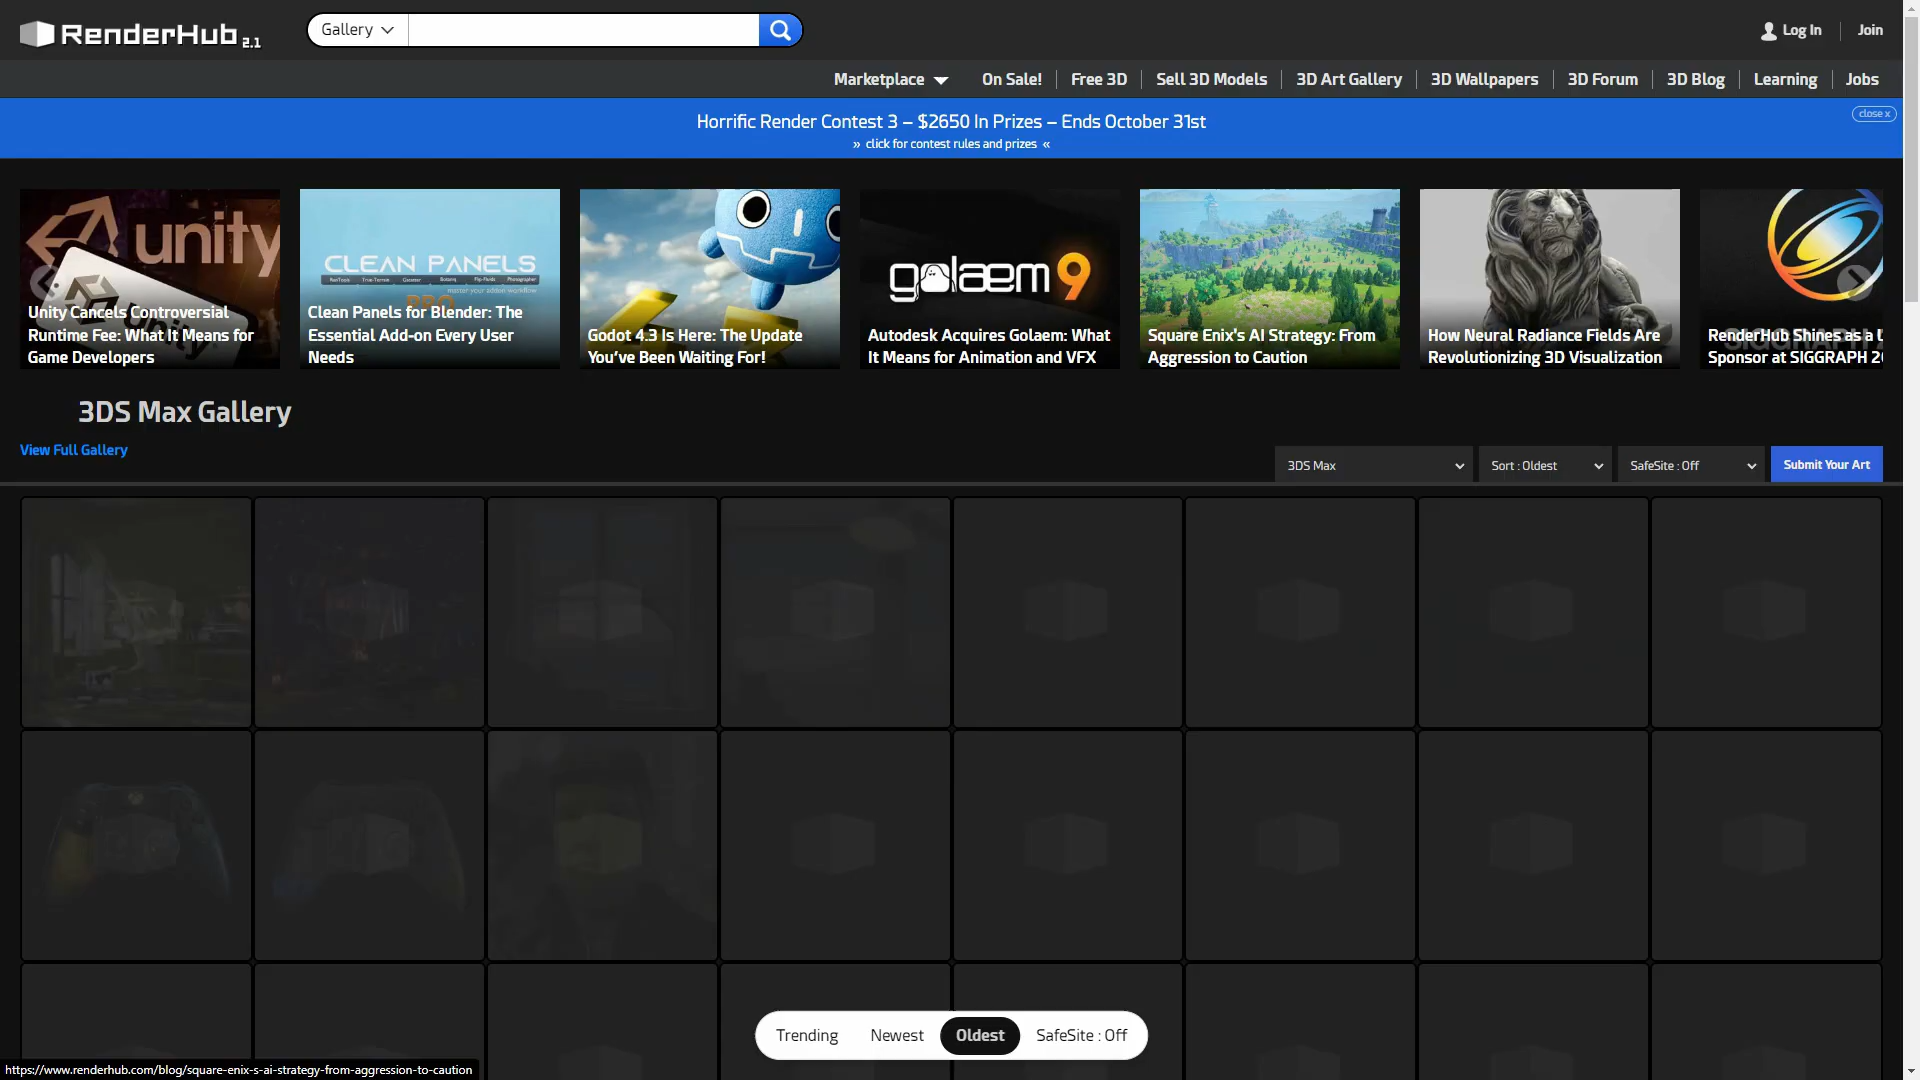 RenderHub 2.1
Gallery
Log In
Join
Marketplace
On Sale!
Free 3D
Sell 3D Models
3D Art Gallery
3D Wallpapers
3D Forum
3D Blog
Learning
Jobs
Horrific Render Contest 3 – $2650 In Prizes – Ends October 31st
» click for contest rules and prizes «
close x
unity
Unity Cancels Controversial
Runtime Fee: What It Means for
Game Developers
CLEAN PANELS
PRO
Clean Panels for Blender: The
Essential Add-on Every User
Needs
Godot 4.3 Is Here: The Update
You've Been Waiting For!
golaem 9
Autodesk Acquires Golaem: What
It Means for Animation and VFX
Square Enix's AI Strategy: From
Aggression to Caution
How Neural Radiance Fields Are
Revolutionizing 3D Visualization
RenderHub Shines as a
Sponsor at SIGGRAPH
3DS Max Gallery
View Full Gallery
3DS Max
Sort : Oldest
SafeSite : Off
Submit Your Art
Trending
Newest
Oldest
SafeSite : Off
https://www.renderhub.com/blog/square-enix-s-ai-strategy-from-aggression-to-caution